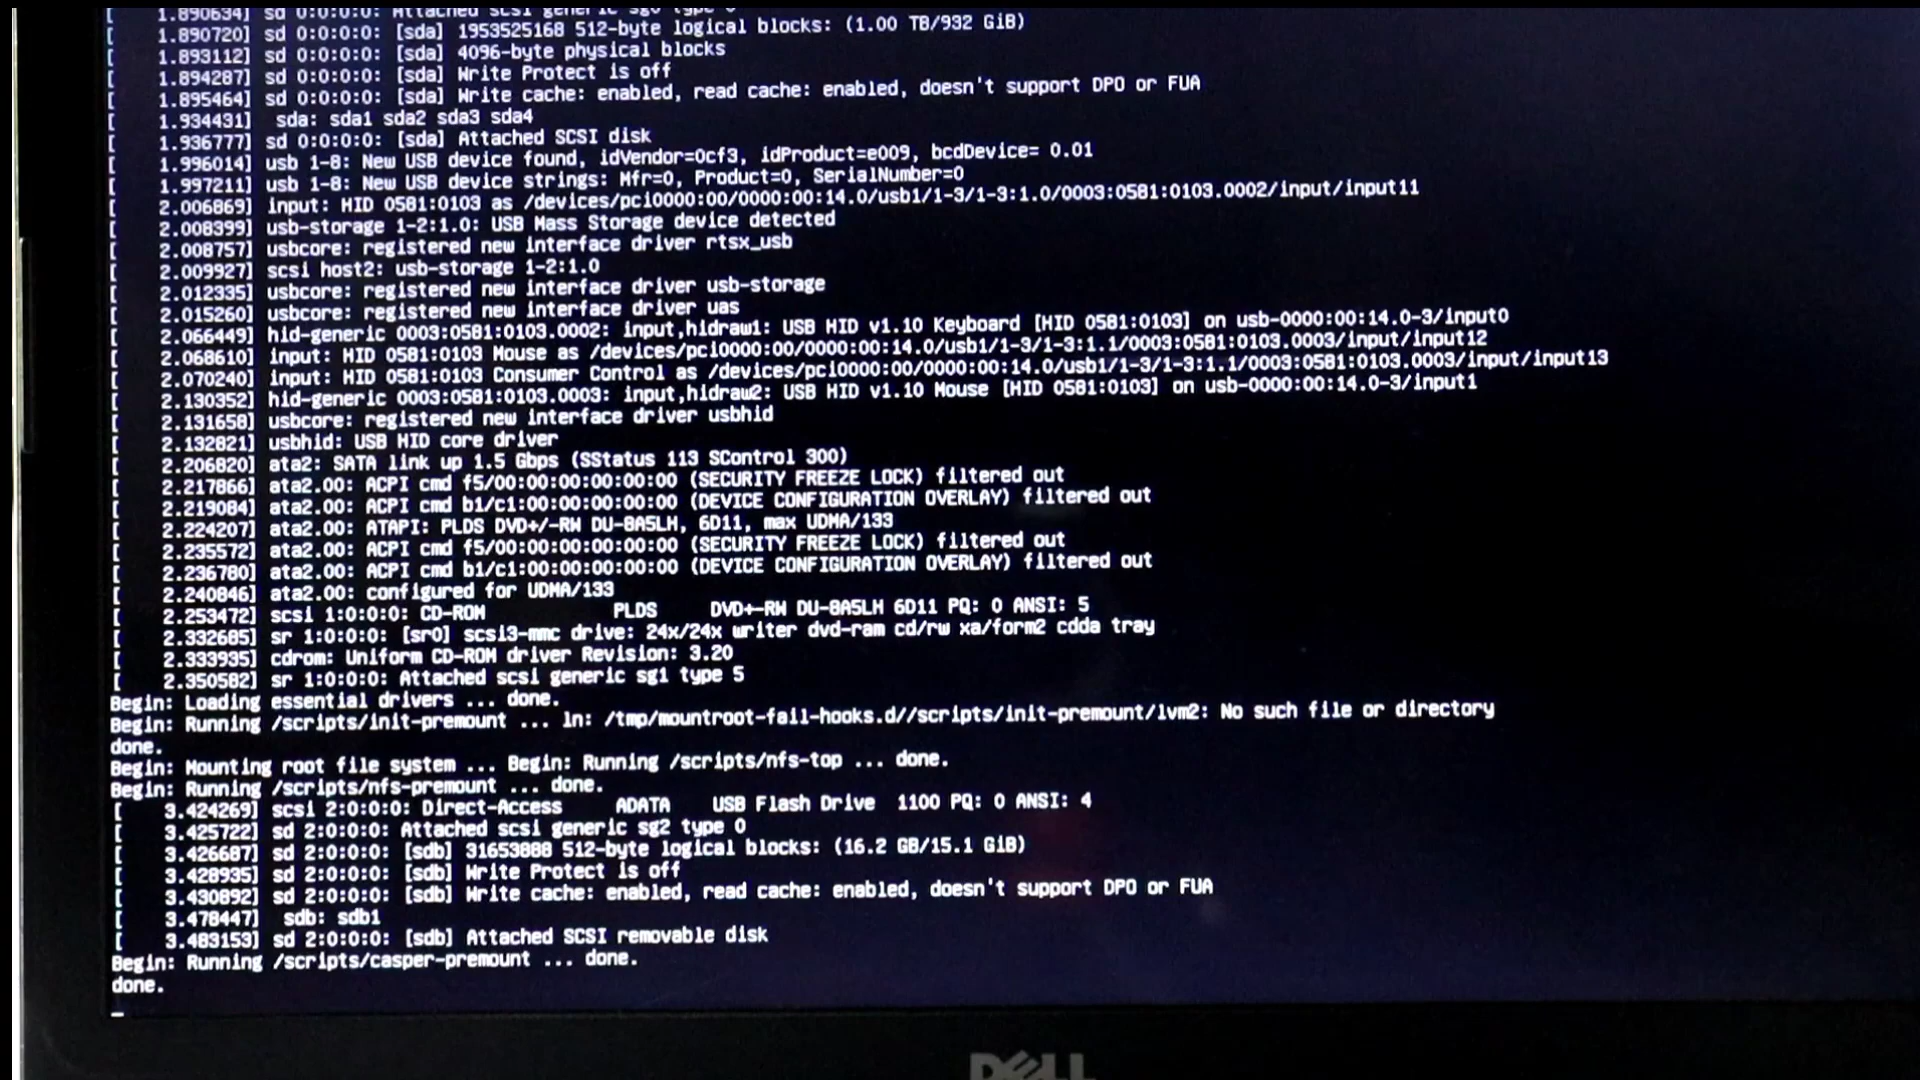 [    1.890634] sd 0:0:0:0: Attached scsi generic sg0 type 0
[    1.890720] sd 0:0:0:0: [sda] 1953525168 512-byte logical blocks: (1.00 TB/932 GiB)
[    1.893112] sd 0:0:0:0: [sda] 4096-byte physical blocks
[    1.894287] sd 0:0:0:0: [sda] Write Protect is off
[    1.895464] sd 0:0:0:0: [sda] Write cache: enabled, read cache: enabled, doesn't support DPO or FUA
[    1.934431]  sda: sda1 sda2 sda3 sda4
[    1.936777] sd 0:0:0:0: [sda] Attached SCSI disk
[    1.996014] usb 1-8: New USB device found, idVendor=0cf3, idProduct=e009, bcdDevice= 0.01
[    1.997211] usb 1-8: New USB device strings: Mfr=0, Product=0, SerialNumber=0
[    2.006869] input: HID 0581:0103 as /devices/pci0000:00/0000:00:14.0/usb1/1-3/1-3:1.0/0003:0581:0103.0002/input/input11
[    2.008399] usb-storage 1-2:1.0: USB Mass Storage device detected
[    2.008757] usbcore: registered new interface driver rtsx_usb
[    2.009927] scsi host2: usb-storage 1-2:1.0
[    2.012335] usbcore: registered new interface driver usb-storage
[    2.015260] usbcore: registered new interface driver uas
[    2.066449] hid-generic 0003:0581:0103.0002: input,hidraw1: USB HID v1.10 Keyboard [HID 0581:0103] on usb-0000:00:14.0-3/input0
[    2.068610] input: HID 0581:0103 Mouse as /devices/pci0000:00/0000:00:14.0/usb1/1-3/1-3:1.1/0003:0581:0103.0003/input/input12
[    2.070240] input: HID 0581:0103 Consumer Control as /devices/pci0000:00/0000:00:14.0/usb1/1-3/1-3:1.1/0003:0581:0103.0003/input/input13
[    2.130352] hid-generic 0003:0581:0103.0003: input,hidraw2: USB HID v1.10 Mouse [HID 0581:0103] on usb-0000:00:14.0-3/input1
[    2.131658] usbcore: registered new interface driver usbhid
[    2.132821] usbhid: USB HID core driver
[    2.206820] ata2: SATA link up 1.5 Gbps (SStatus 113 SControl 300)
[    2.217866] ata2.00: ACPI cmd f5/00:00:00:00:00:00 (SECURITY FREEZE LOCK) filtered out
[    2.219084] ata2.00: ACPI cmd b1/c1:00:00:00:00:00 (DEVICE CONFIGURATION OVERLAY) filtered out
[    2.224207] ata2.00: ATAPI: PLDS DVD+/-RW DU-8A5LH, 6D11, max UDMA/133
[    2.235572] ata2.00: ACPI cmd f5/00:00:00:00:00:00 (SECURITY FREEZE LOCK) filtered out
[    2.236780] ata2.00: ACPI cmd b1/c1:00:00:00:00:00 (DEVICE CONFIGURATION OVERLAY) filtered out
[    2.240846] ata2.00: configured for UDMA/133
[    2.253472] scsi 1:0:0:0: CD-ROM            PLDS     DVD+-RW DU-8A5LH 6D11 PQ: 0 ANSI: 5
[    2.332685] sr 1:0:0:0: [sr0] scsi3-mmc drive: 24x/24x writer dvd-ram cd/rw xa/form2 cdda tray
[    2.333935] cdrom: Uniform CD-ROM driver Revision: 3.20
[    2.350582] sr 1:0:0:0: Attached scsi generic sg1 type 5
Begin: Loading essential drivers ... done.
Begin: Running /scripts/init-premount ... ln: /tmp/mountroot-fail-hooks.d//scripts/init-premount/lvm2: No such file or directory
done.
Begin: Mounting root file system ... Begin: Running /scripts/nfs-top ... done.
Begin: Running /scripts/nfs-premount ... done.
[    3.424269] scsi 2:0:0:0: Direct-Access     ADATA    USB Flash Drive  1100 PQ: 0 ANSI: 4
[    3.425722] sd 2:0:0:0: Attached scsi generic sg2 type 0
[    3.426687] sd 2:0:0:0: [sdb] 31653888 512-byte logical blocks: (16.2 GB/15.1 GiB)
[    3.428935] sd 2:0:0:0: [sdb] Write Protect is off
[    3.430892] sd 2:0:0:0: [sdb] Write cache: enabled, read cache: enabled, doesn't support DPO or FUA
[    3.478447]  sdb: sdb1
[    3.483153] sd 2:0:0:0: [sdb] Attached SCSI removable disk
Begin: Running /scripts/casper-premount ... done.
done.
_
DELL